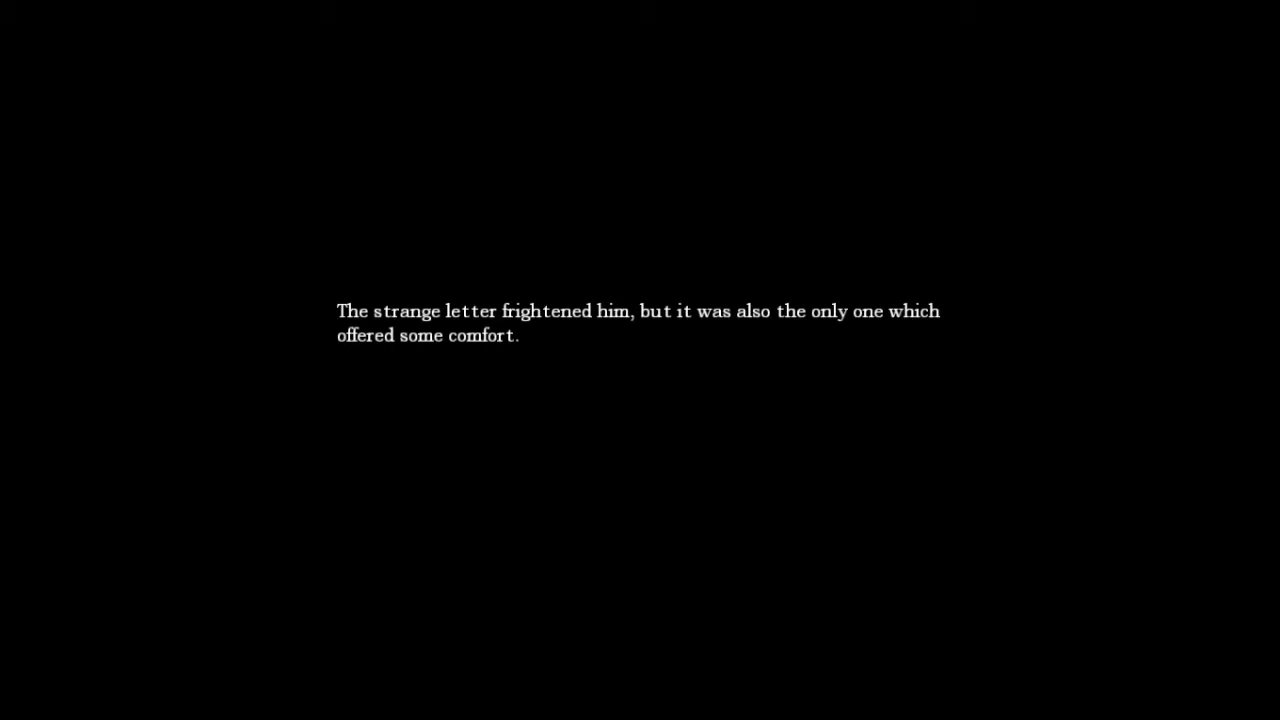 The strange letter frightened him, but it was also the only one which
offered some comfort.